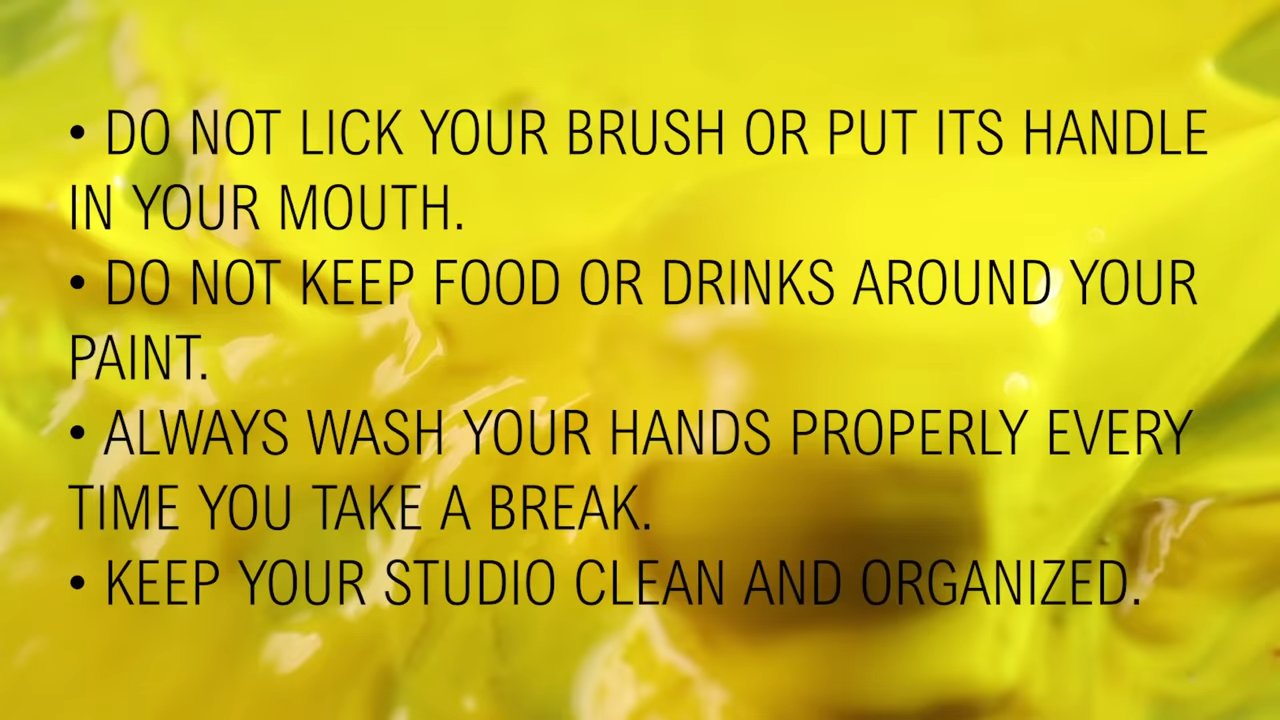 • DO NOT LICK YOUR BRUSH OR PUT ITS HANDLE
IN YOUR MOUTH.
• DO NOT KEEP FOOD OR DRINKS AROUND YOUR
PAINT.
• ALWAYS WASH YOUR HANDS PROPERLY EVERY
TIME YOU TAKE A BREAK.
• KEEP YOUR STUDIO CLEAN AND ORGANIZED.